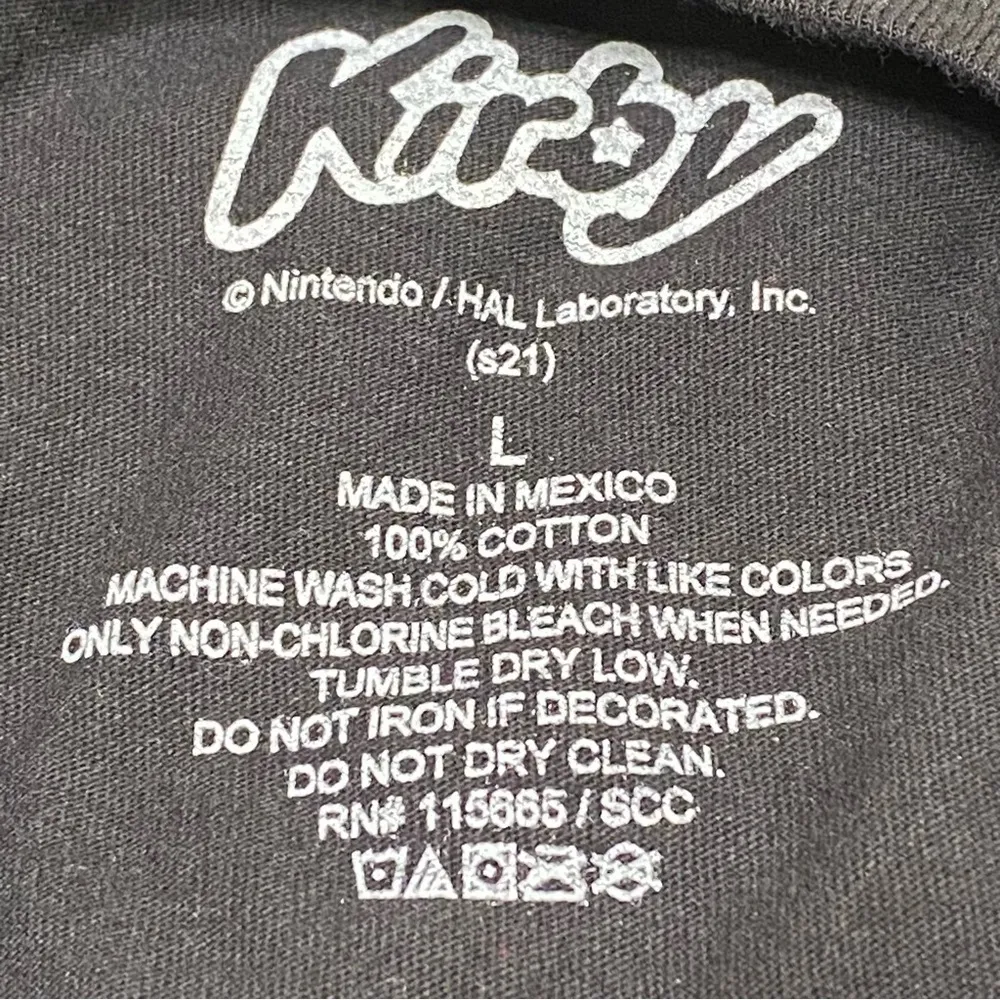 Kirby
© Nintendo / HAL Laboratory, Inc.
(s21)
L
MADE IN MEXICO
100% COTTON
MACHINE WASH COLD WITH LIKE COLORS
ONLY NON-CHLORINE BLEACH WHEN NEEDED.
TUMBLE DRY LOW.
DO NOT IRON IF DECORATED.
DO NOT DRY CLEAN.
RN# 115665 / SCC